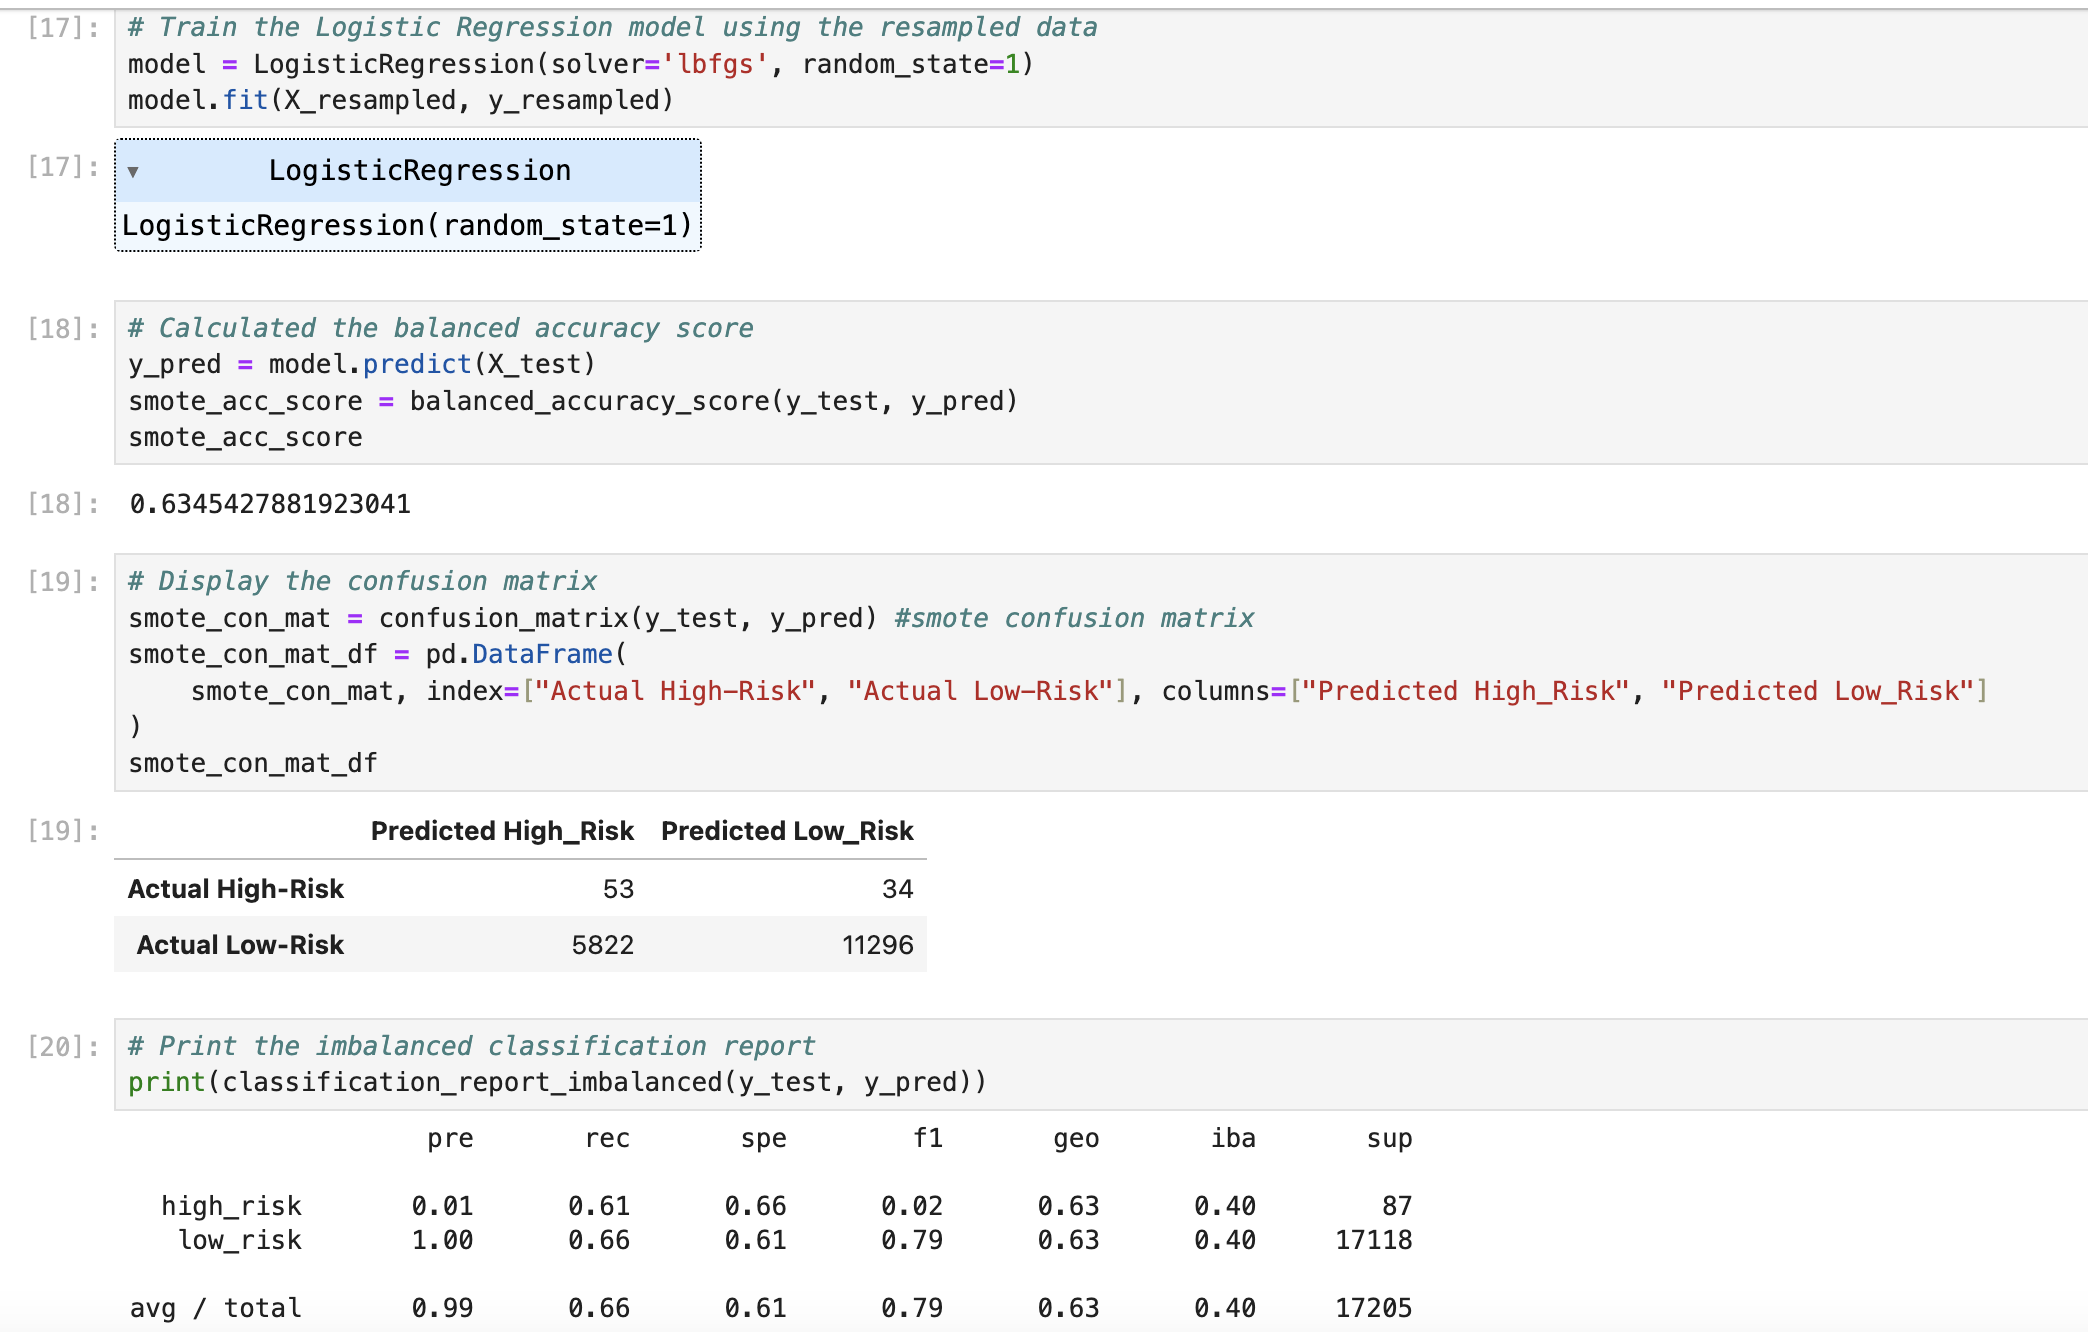 [17]: # Train the Logistic Regression model using the resampled data
model = LogisticRegression(solver='lbfgs', random_state=1)
model.fit(X_resampled, y_resampled)
[17]: ▼ LogisticRegression
LogisticRegression(random_state=1)
[18]: # Calculated the balanced accuracy score
y_pred = model.predict(X_test)
smote_acc_score = balanced_accuracy_score(y_test, y_pred)
smote_acc_score
[18]: 0.6345427881923041
[19]: # Display the confusion matrix
smote_con_mat = confusion_matrix(y_test, y_pred) #smote confusion matrix
smote_con_mat_df = pd.DataFrame(
    smote_con_mat, index=["Actual High-Risk", "Actual Low-Risk"], columns=["Predicted High_Risk", "Predicted Low_Risk"]
)
smote_con_mat_df
[19]: Predicted High_Risk Predicted Low_Risk
Actual High-Risk 53 34
Actual Low-Risk 5822 11296
[20]: # Print the imbalanced classification report
print(classification_report_imbalanced(y_test, y_pred))
pre rec spe f1 geo iba sup
high_risk 0.01 0.61 0.66 0.02 0.63 0.40 87
low_risk 1.00 0.66 0.61 0.79 0.63 0.40 17118
avg / total 0.99 0.66 0.61 0.79 0.63 0.40 17205